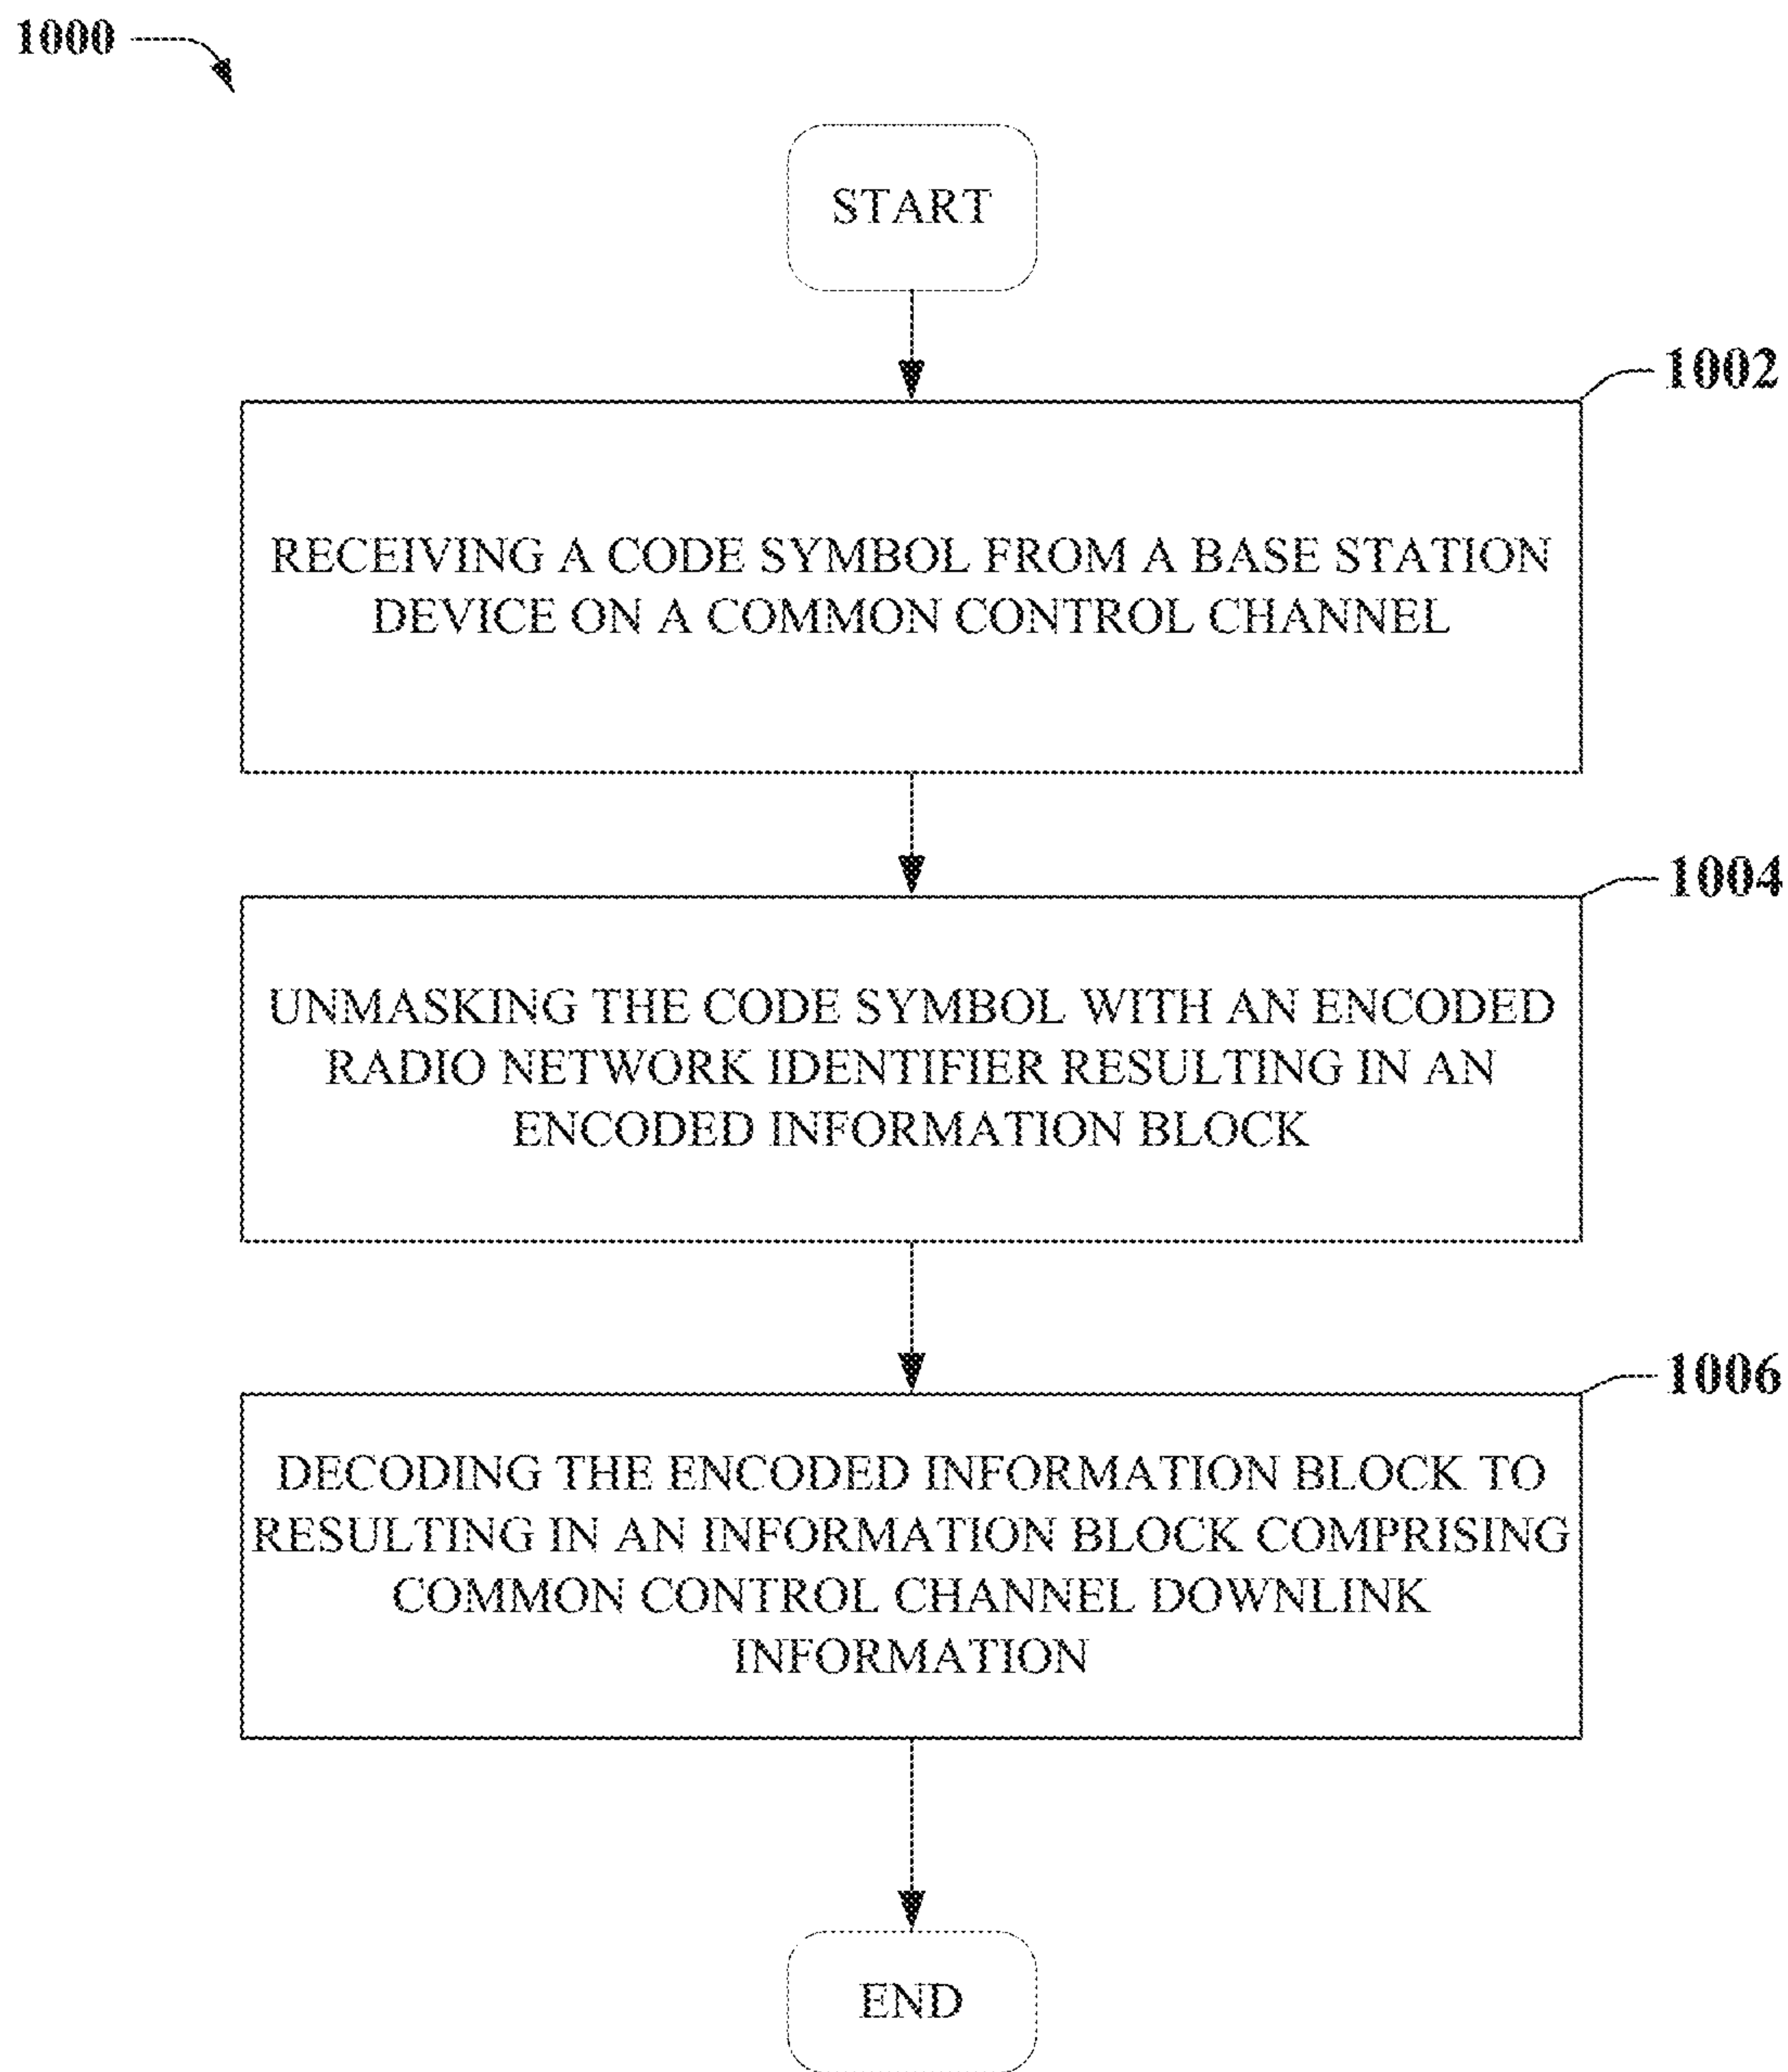 1000
START
1002
RECEIVING A CODE SYMBOL FROM A BASE STATION
DEVICE ON A COMMON CONTROL CHANNEL
1004
UNMASKING THE CODE SYMBOL WITH AN ENCODED
RADIO NETWORK IDENTIFIER RESULTING IN AN
ENCODED INFORMATION BLOCK
1006
DECODING THE ENCODED INFORMATION BLOCK TO
RESULTING IN AN INFORMATION BLOCK COMPRISING
COMMON CONTROL CHANNEL DOWNLINK
INFORMATION
END